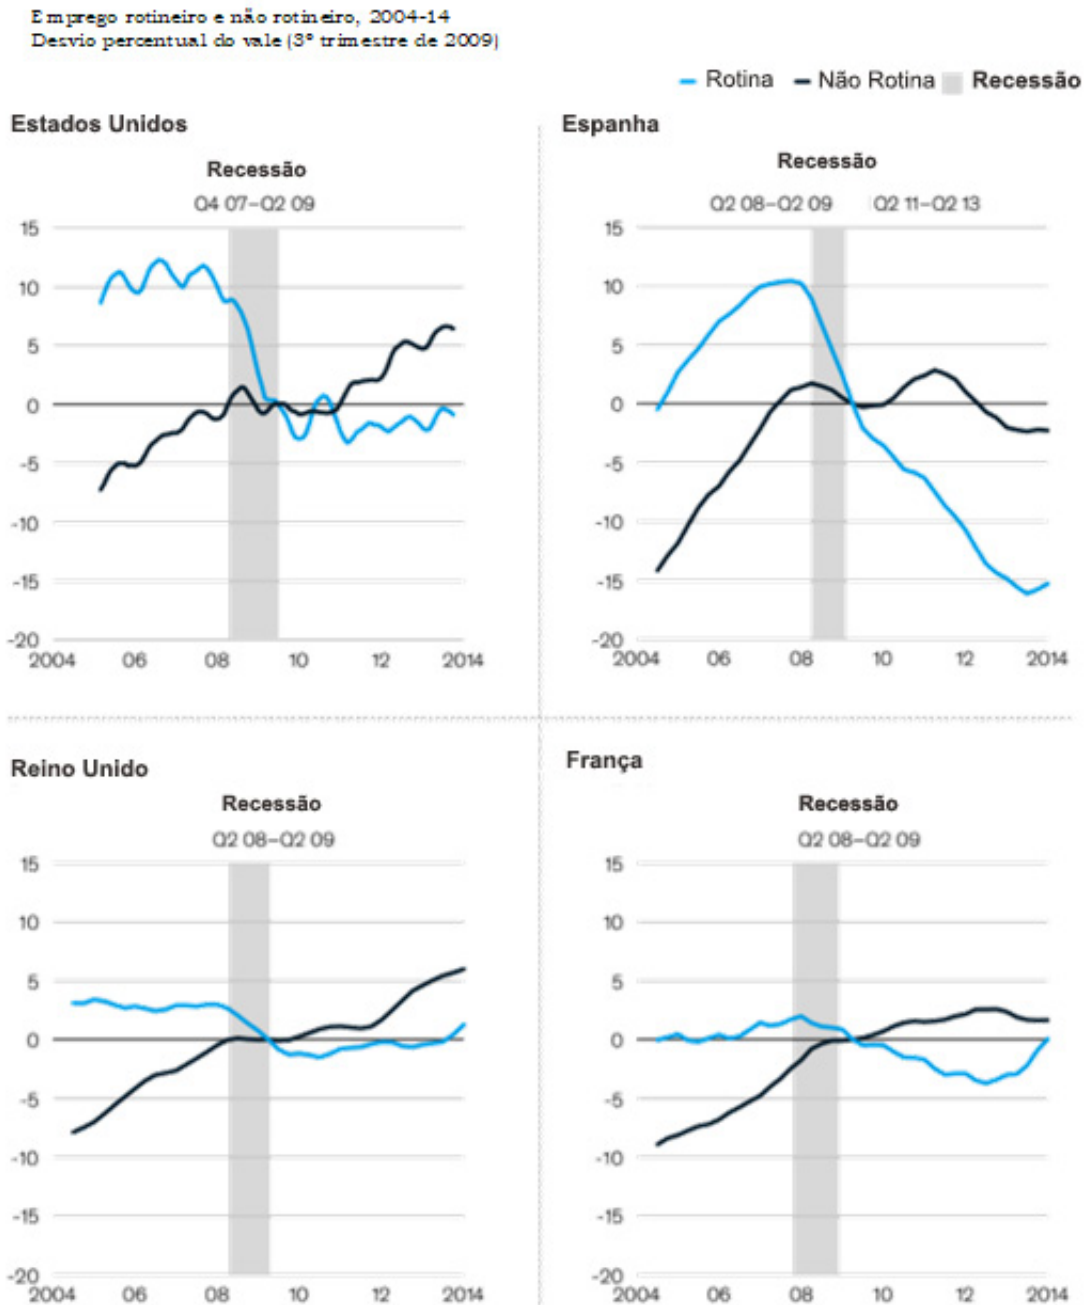 Emprego rotineiro e não rotineiro, 2004-14
Desvio percentual do vale (3º trimestre de 2009)
Rotina Não Rotina Recessão
Estados Unidos
Recessão
Q4 07–Q2 09
15
10
5
0
-5
-10
-15
-20
2004 06 08 10 12 2014
Espanha
Recessão
Q2 08–Q2 09 Q2 11–Q2 13
15
10
5
0
-5
-10
-15
-20
2004 06 08 10 12 2014
Reino Unido
Recessão
Q2 08–Q2 09
15
10
5
0
-5
-10
-15
-20
2004 06 08 10 12 2014
França
Recessão
Q2 08–Q2 09
15
10
5
0
-5
-10
-15
-20
2004 06 08 10 12 2014